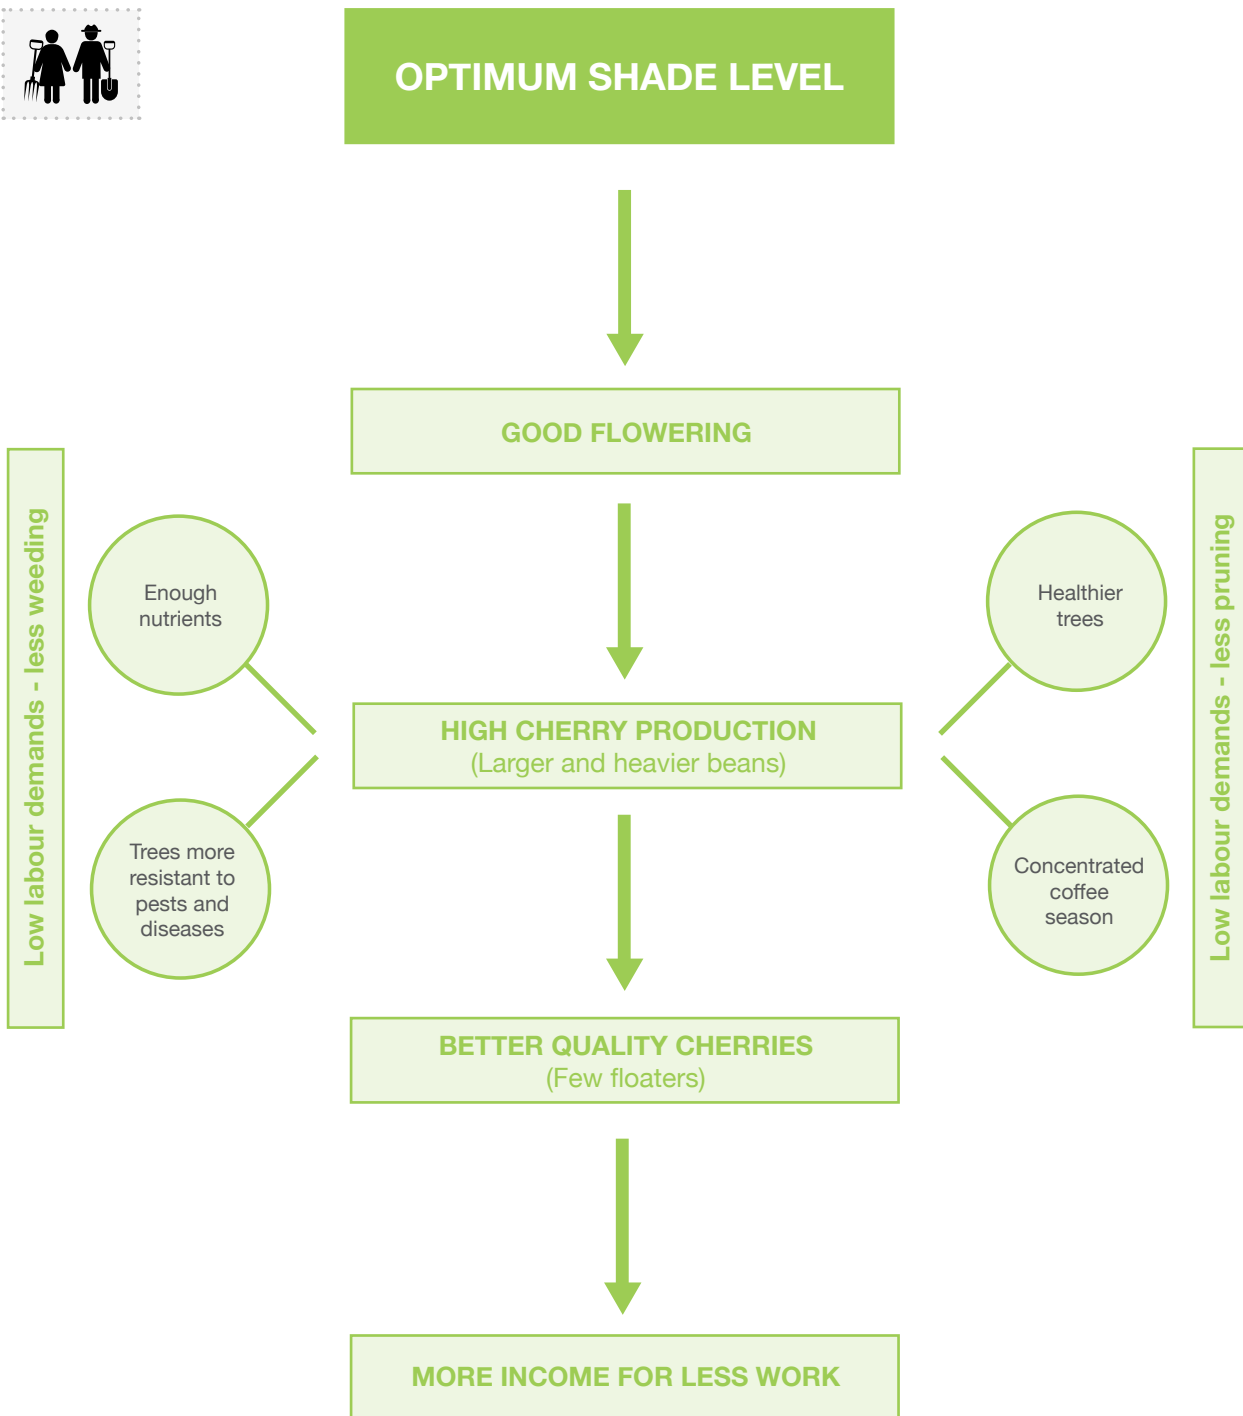 OPTIMUM SHADE LEVEL
GOOD FLOWERING
Low labour demands - less weeding
Enough
nutrients
Healthier
trees
Low labour demands - less pruning
HIGH CHERRY PRODUCTION
(Larger and heavier beans)
Trees more
resistant to
pests and
diseases
Concentrated
coffee
season
BETTER QUALITY CHERRIES
(Few floaters)
MORE INCOME FOR LESS WORK